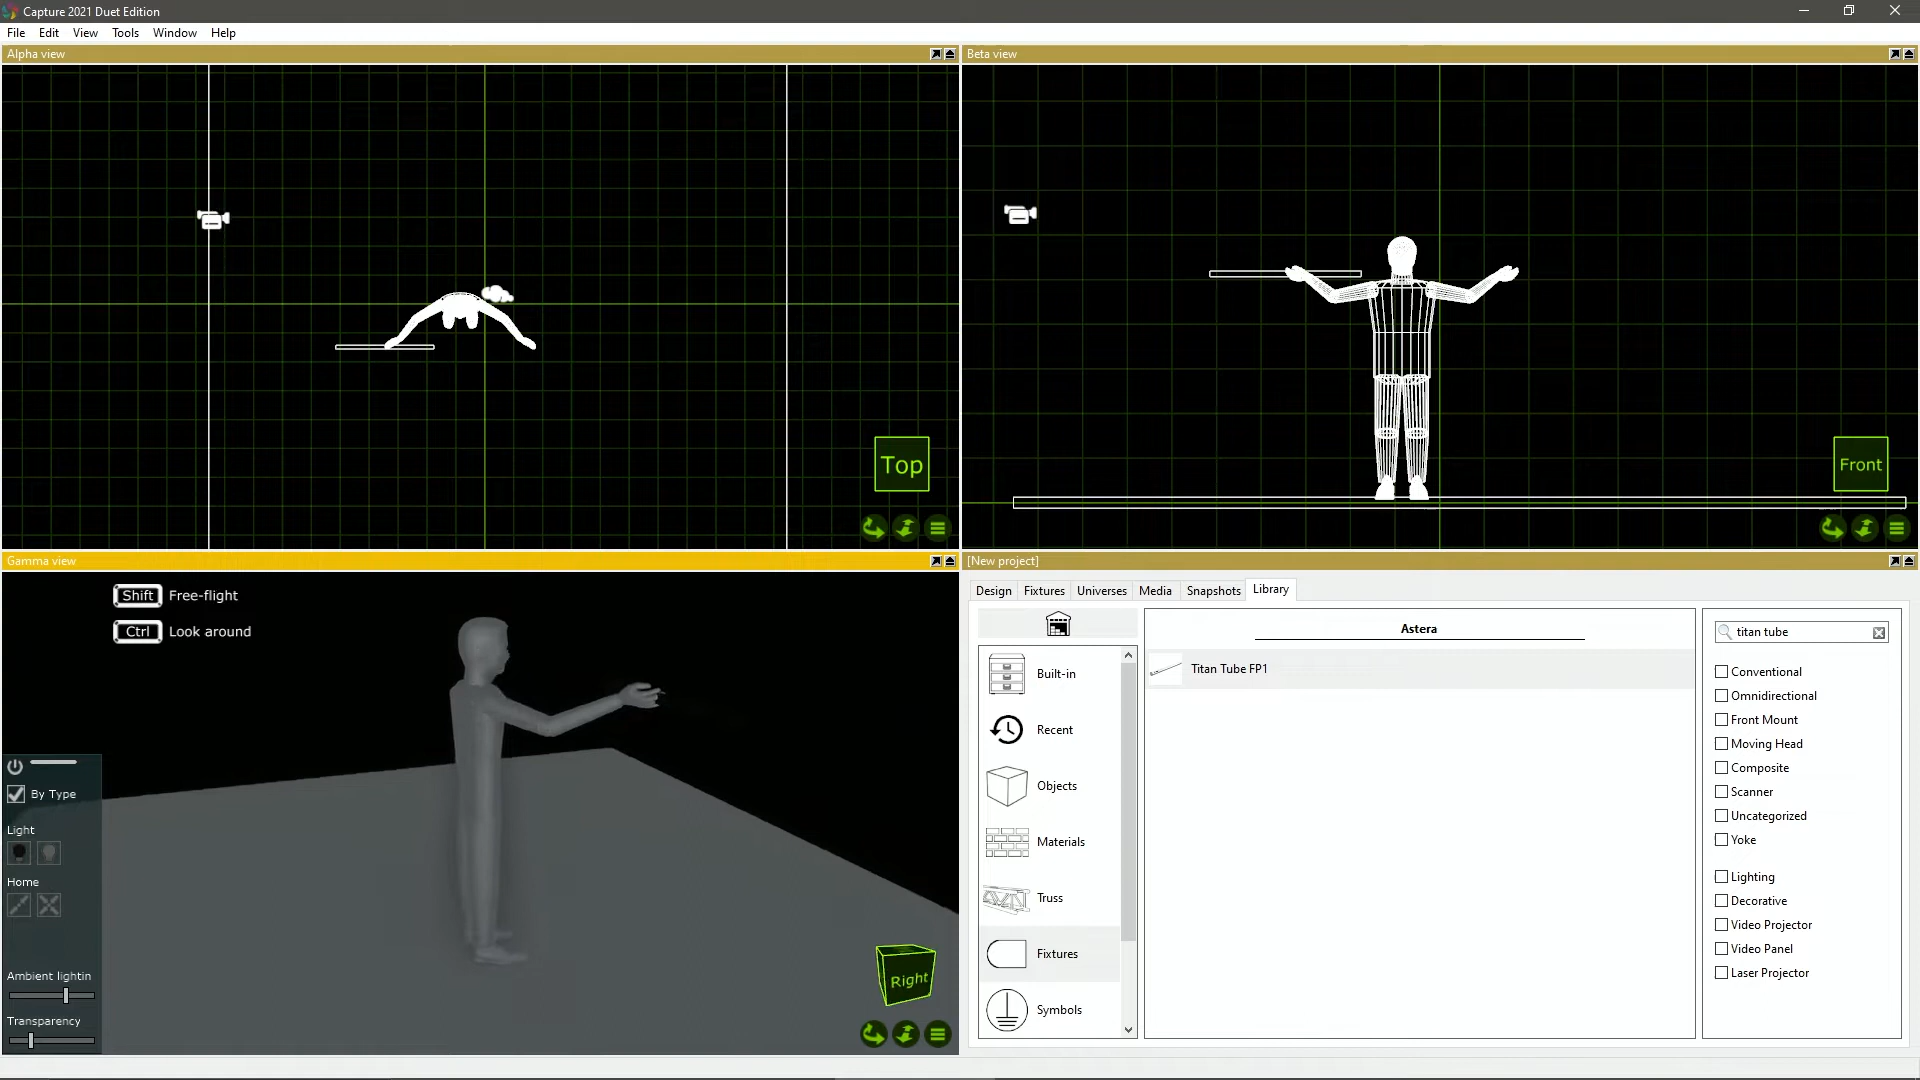 Capture 2021 Duet Edition
File Edit View Tools Window Help
Alpha view
Top
Beta view
Front
Gamma view
Shift Free-flight
Ctrl Look around
By Type
Light
Home
Ambient lightin
Transparency
Right
[New project]
Design Fixtures Universes Media Snapshots Library
Built-in
Recent
Objects
Materials
Truss
Fixtures
Symbols
Astera
Titan Tube FP1
titan tube
Conventional
Omnidirectional
Front Mount
Moving Head
Composite
Scanner
Uncategorized
Yoke
Lighting
Decorative
Video Projector
Video Panel
Laser Projector